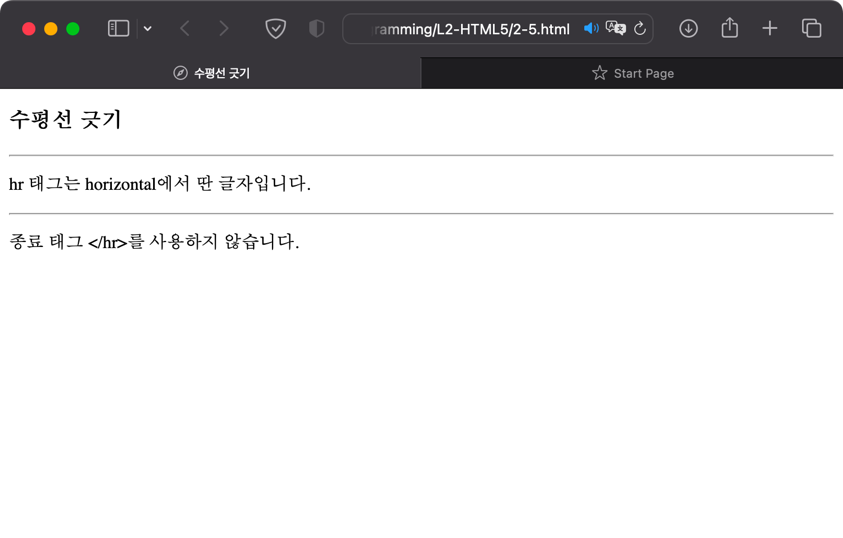 ramming/L2-HTML5/2-5.html
수평선 긋기
Start Page
수평선 긋기
hr 태그는 horizontal에서 딴 글자입니다.
종료 태그 </hr>를 사용하지 않습니다.